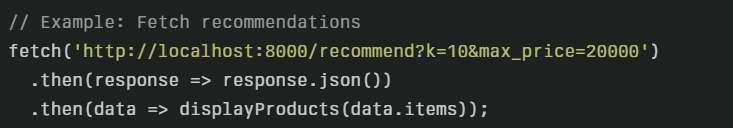 // Example: Fetch recommendations
fetch('http://localhost:8000/recommend?k=10&max_price=20000')
  .then(response => response.json())
  .then(data => displayProducts(data.items));